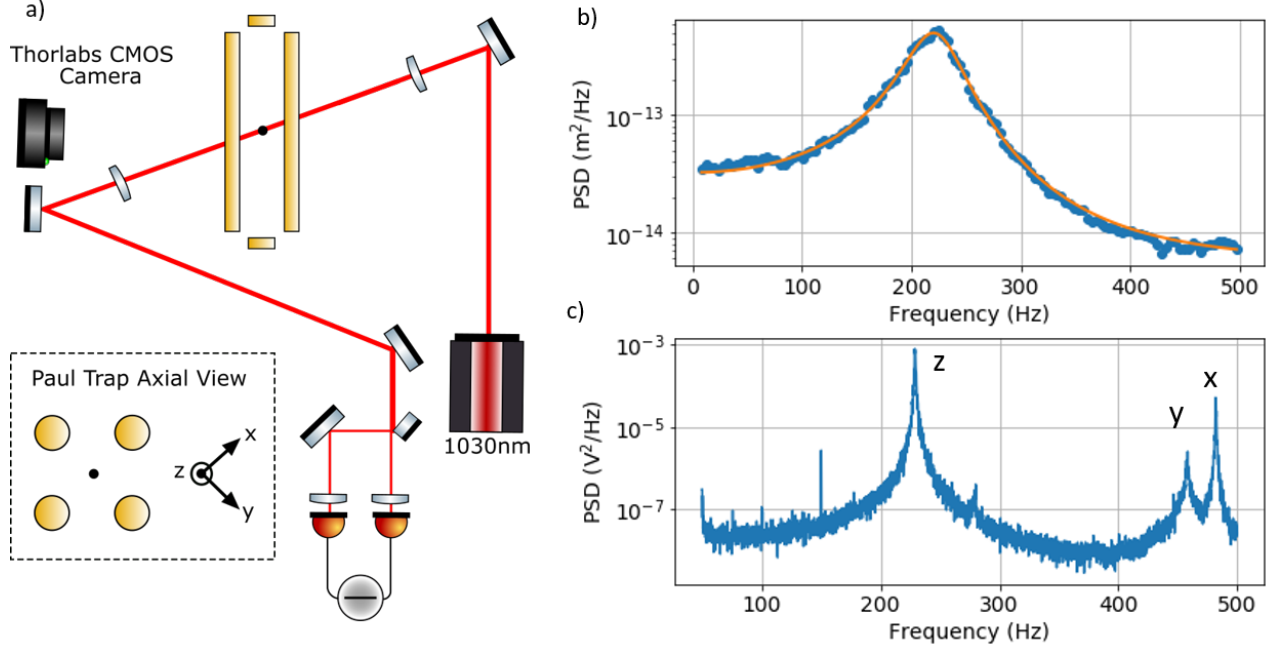 a)
Thorlabs CMOS
Camera
1030nm
Paul Trap Axial View
x
z
y
b)
PSD (m²/Hz)
10⁻¹³
10⁻¹⁴
0 100 200 300 400 500
Frequency (Hz)
c)
PSD (V²/Hz)
10⁻³
10⁻⁵
10⁻⁷
z
y
x
100 200 300 400 500
Frequency (Hz)